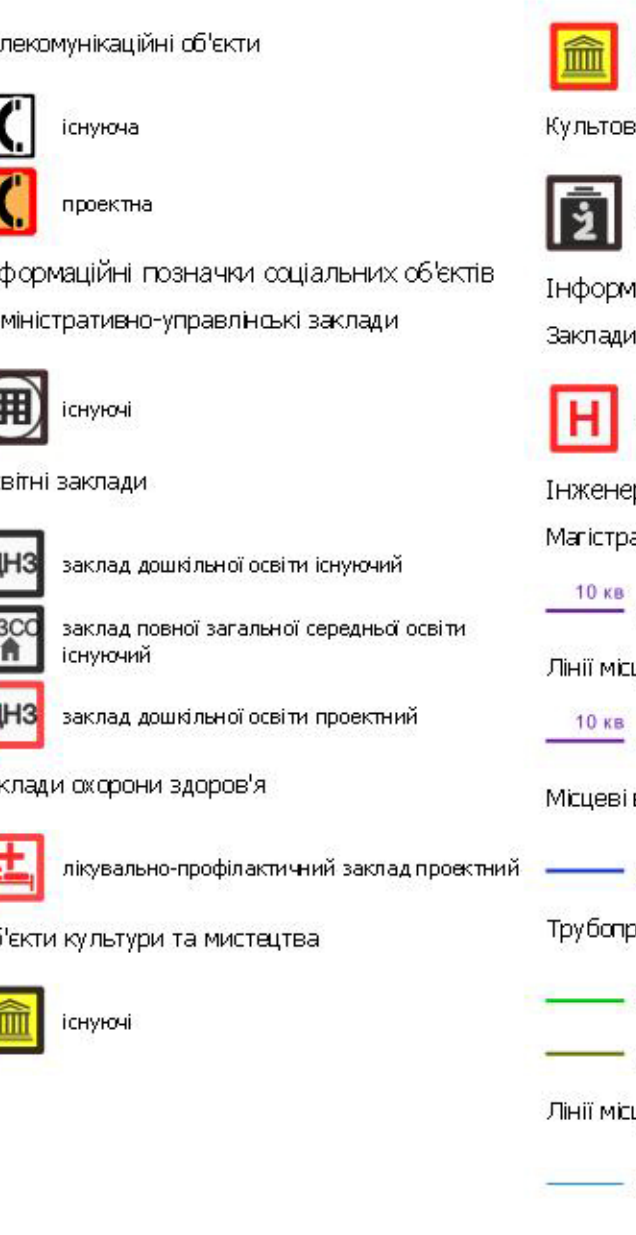 лекомунікаційні об'єкти
існуюча
проектна
формаційні позначки соціальних об'єктів
міністративно-управлінські заклади
існуючі
вітні заклади
ДНЗ
заклад дошкільної освіти існуючий
ЗЗСО
заклад повної загальної середньої освіти
існуючий
ДНЗ
заклад дошкільної освіти проектний
клади охорони здоров'я
лікувально-профілактичний заклад проектний
'єкти культури та мистецтва
існуючі
Культов
Інформ
Заклади
Н
Інженер
Магістра
10 кв
Лінії місц
10 кв
Місцеві в
Трубопр
Лінії місц